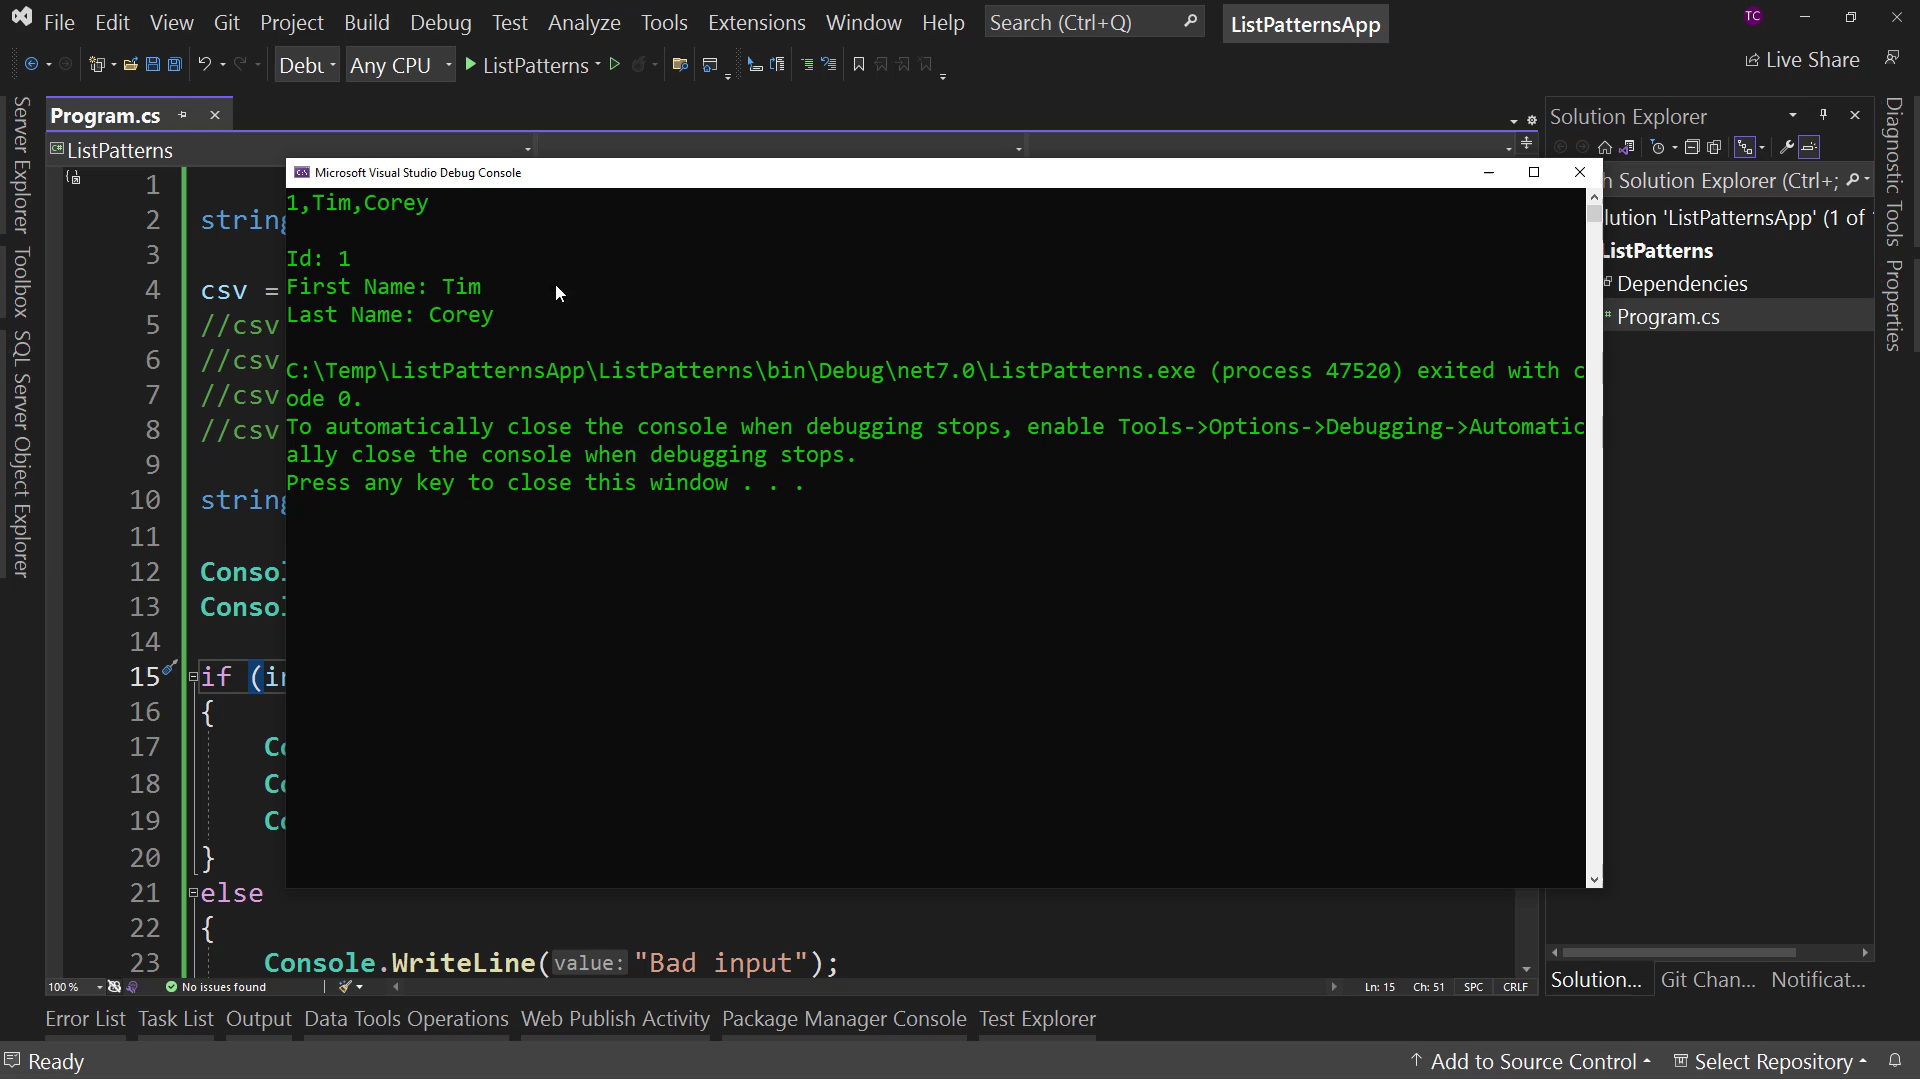 File Edit View Git Project Build Debug Test Analyze Tools Extensions Window Help Search (Ctrl+Q) ListPatternsApp TC
Debu Any CPU ListPatterns Live Share
Server Explorer
Toolbox
SQL Server Object Explorer
Program.cs
ListPatterns
1
2 string
3
4 csv =
5 //csv
6 //csv
7 //csv
8 //csv
9
10 string
11
12 Consol
13 Consol
14
15 if (in
16 {
17 Co
18 Co
19 Co
20 }
21 else
22 {
23 Console.WriteLine(value: "Bad input");
Microsoft Visual Studio Debug Console
1,Tim,Corey
Id: 1
First Name: Tim
Last Name: Corey
C:\Temp\ListPatternsApp\ListPatterns\bin\Debug\net7.0\ListPatterns.exe (process 47520) exited with c
ode 0.
To automatically close the console when debugging stops, enable Tools->Options->Debugging->Automatic
ally close the console when debugging stops.
Press any key to close this window . . .
Solution Explorer
h Solution Explorer (Ctrl+;
lution 'ListPatternsApp' (1 of
ListPatterns
Dependencies
Program.cs
Solution... Git Chan... Notificat...
Diagnostic Tools
Properties
100 % No issues found Ln: 15 Ch: 51 SPC CRLF
Error List Task List Output Data Tools Operations Web Publish Activity Package Manager Console Test Explorer
Ready Add to Source Control Select Repository